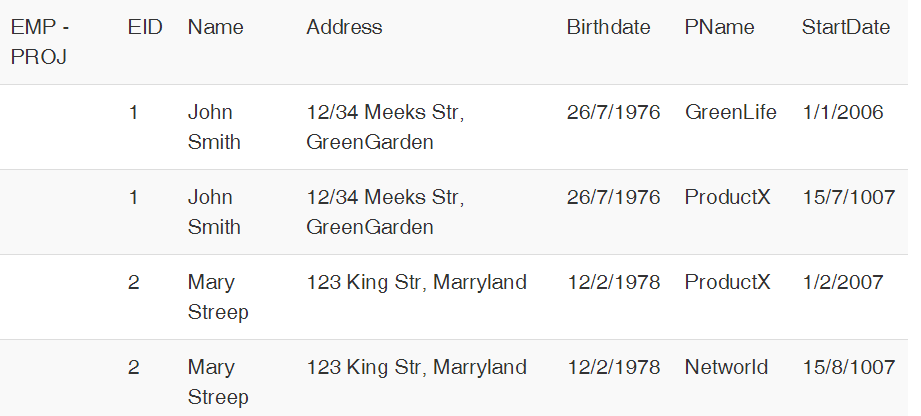 EMP - PROJ EID Name Address Birthdate PName StartDate
1 John Smith 12/34 Meeks Str, GreenGarden 26/7/1976 GreenLife 1/1/2006
1 John Smith 12/34 Meeks Str, GreenGarden 26/7/1976 ProductX 15/7/1007
2 Mary Streep 123 King Str, Marryland 12/2/1978 ProductX 1/2/2007
2 Mary Streep 123 King Str, Marryland 12/2/1978 Networld 15/8/1007